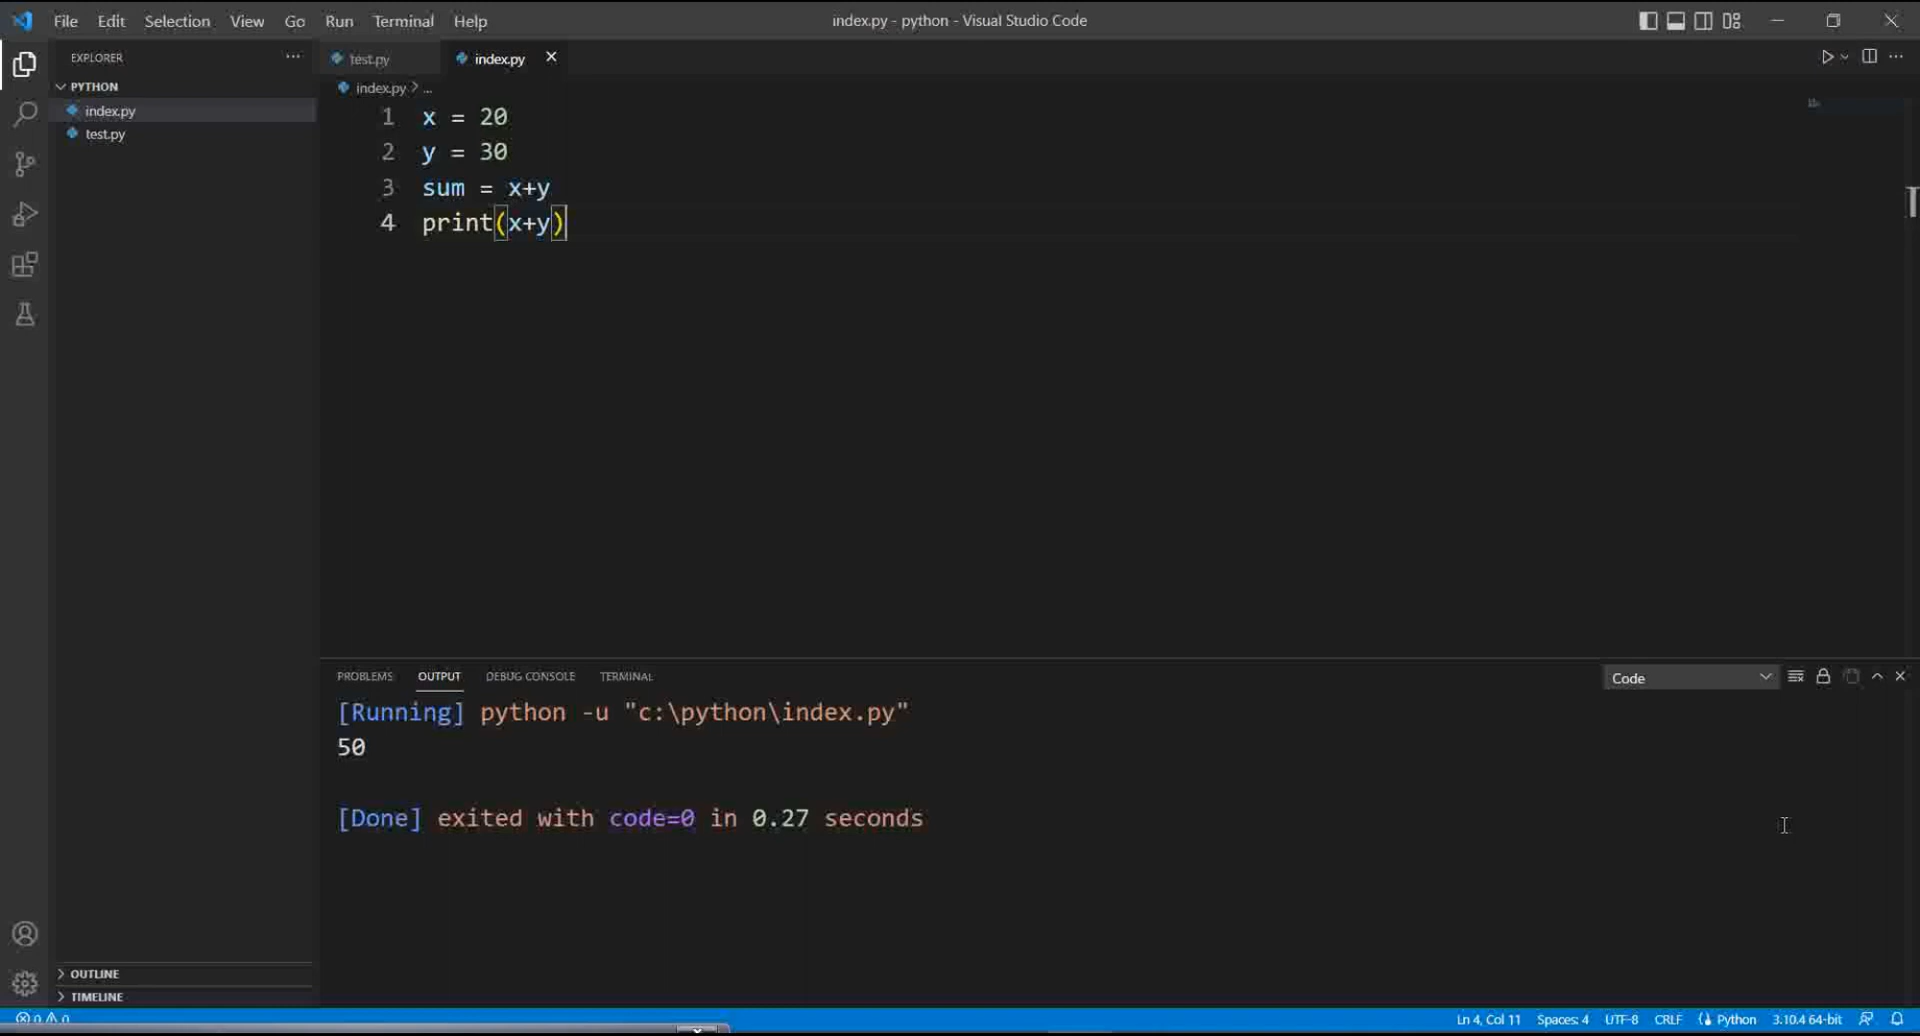 File Edit Selection View Go Run Terminal Help
index.py - python - Visual Studio Code
EXPLORER
PYTHON
index.py
test.py
test.py
index.py
index.py > ...
1 x = 20
2 y = 30
3 sum = x+y
4 print(x+y)
PROBLEMS OUTPUT DEBUG CONSOLE TERMINAL
Code
[Running] python -u "c:\python\index.py"
50
[Done] exited with code=0 in 0.27 seconds
OUTLINE
TIMELINE
0 0
Ln 4, Col 11 Spaces: 4 UTF-8 CRLF Python 3.10.4 64-bit